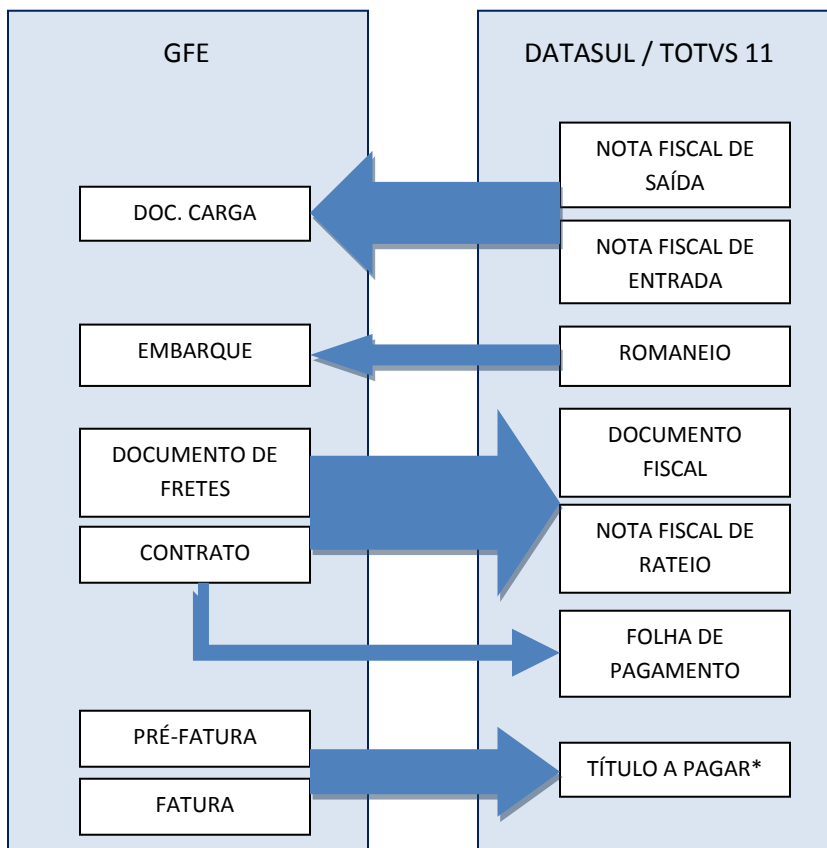 GFE
DATASUL / TOTVS 11
NOTA FISCAL DE
SAÍDA
DOC. CARGA
NOTA FISCAL DE
ENTRADA
EMBARQUE
ROMANEIO
DOCUMENTO DE
FRETES
DOCUMENTO
FISCAL
CONTRATO
NOTA FISCAL DE
RATEIO
FOLHA DE
PAGAMENTO
PRÉ-FATURA
TÍTULO A PAGAR*
FATURA